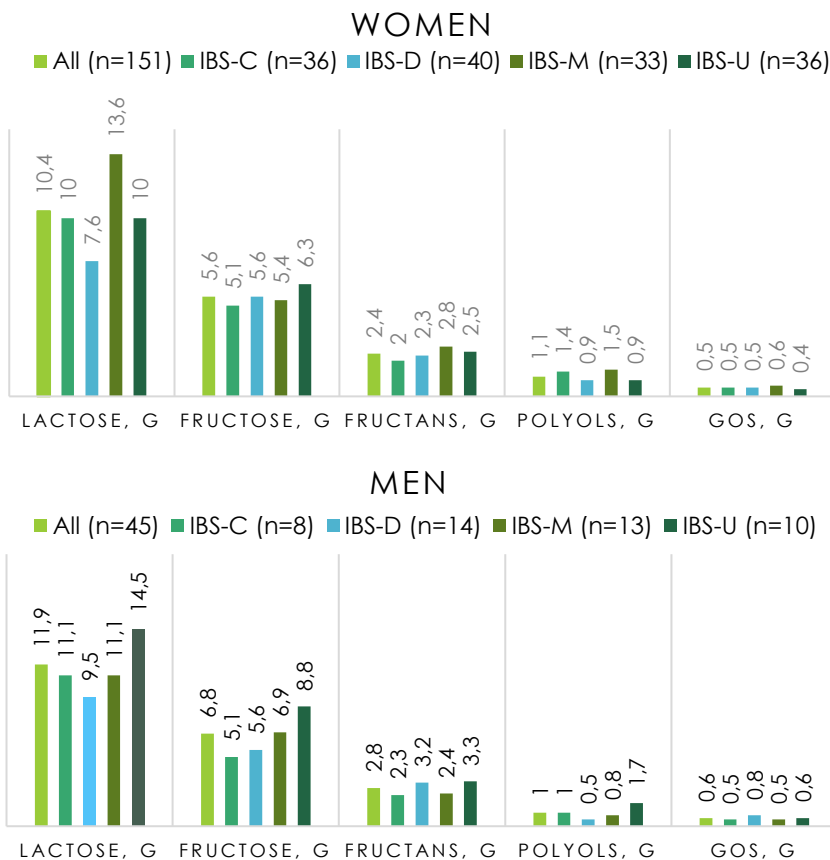 WOMEN
All (n=151) IBS-C (n=36) IBS-D (n=40) IBS-M (n=33) IBS-U (n=36)
10,4 10 7,6 13,6 10
5,6 5,1 5,6 5,4 6,3
2,4 2 2,3 2,8 2,5
1,1 1,4 0,9 1,5 0,9
0,5 0,5 0,5 0,6 0,4
LACTOSE, G FRUCTOSE, G FRUCTANS, G POLYOLS, G GOS, G
MEN
All (n=45) IBS-C (n=8) IBS-D (n=14) IBS-M (n=13) IBS-U (n=10)
11,9 11,1 9,5 11,1 14,5
6,8 5,1 5,6 6,9 8,8
2,8 2,3 3,2 2,4 3,3
1 1 0,5 0,8 1,7
0,6 0,5 0,8 0,5 0,6
LACTOSE, G FRUCTOSE, G FRUCTANS, G POLYOLS, G GOS, G